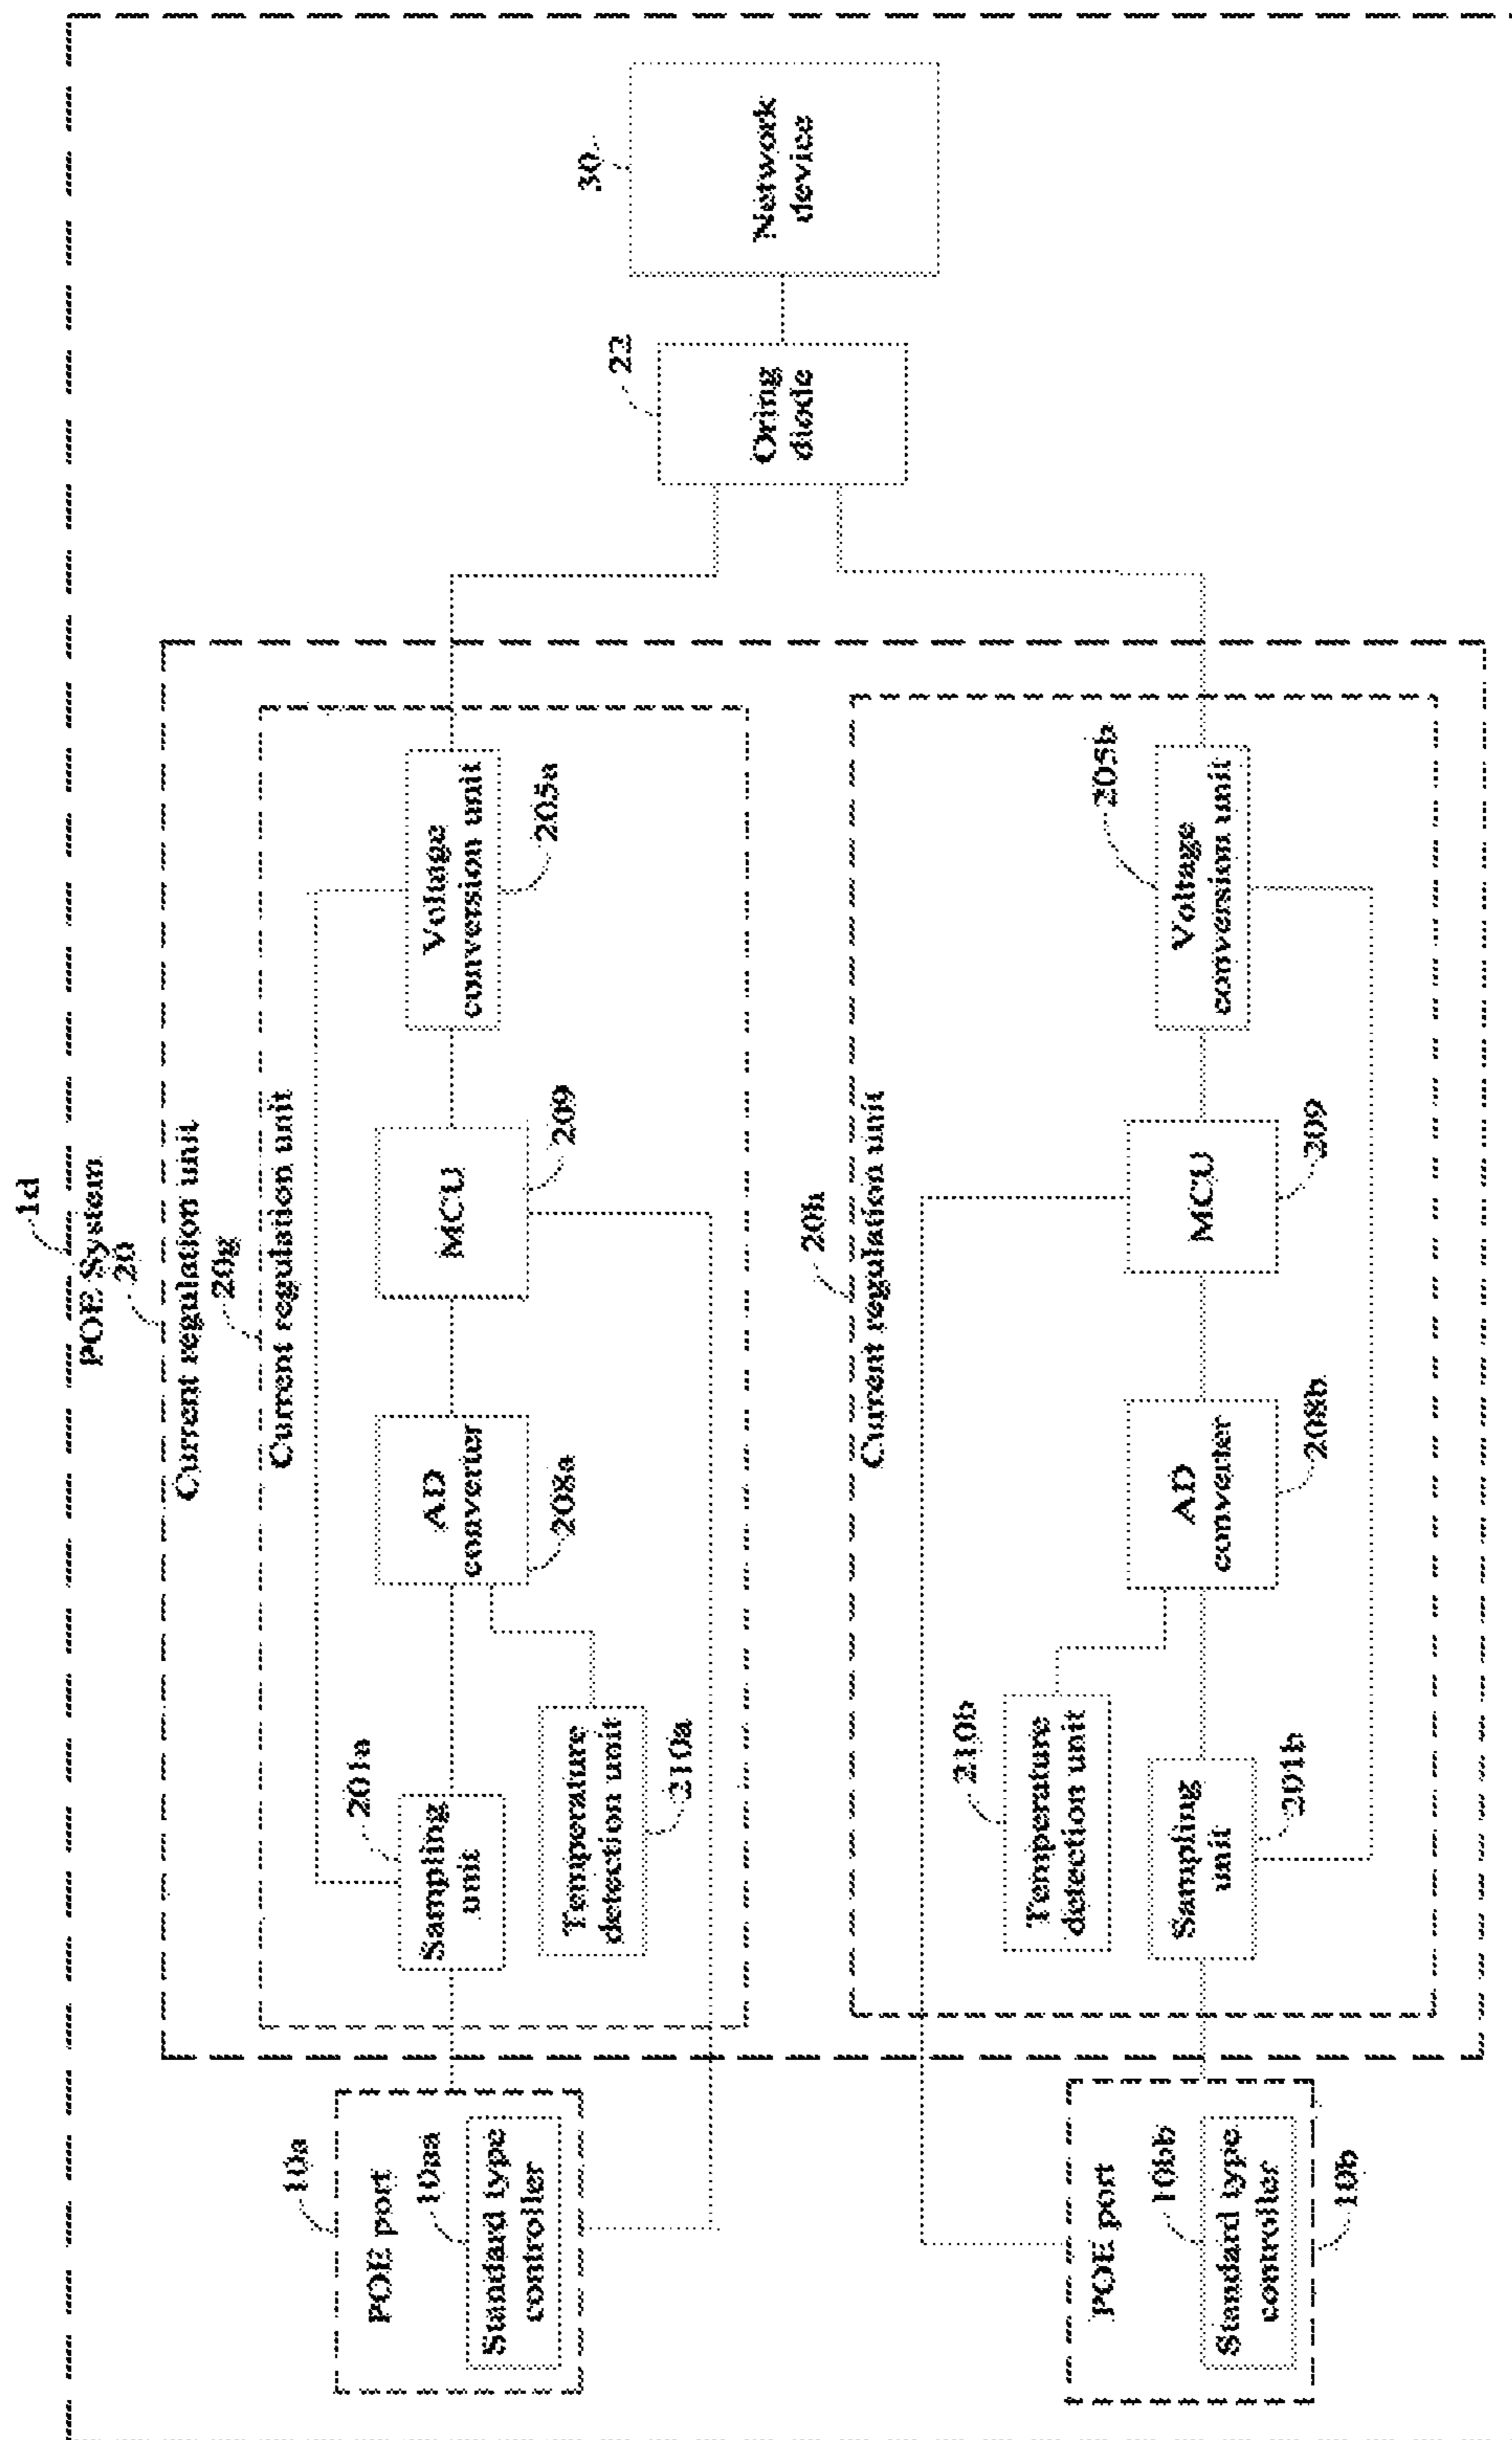 1d
POE System
20
Current regulation unit
20g
Current regulation unit
10a
POE port
10aa
Standard type
controller
201a
Sampling
unit
Temperature
detection unit
210a
AD
converter
208a
MCU
209
Voltage
conversion unit
205a
22
Oring
diode
30
Network
device
20h
Current regulation unit
POE port
10bb
Standard type
controller
10b
210b
Temperature
detection unit
Sampling
unit
201b
AD
converter
208b
MCU
209
205b
Voltage
conversion unit